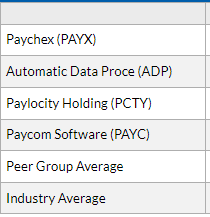 Paychex (PAYX)
Automatic Data Proce (ADP)
Paylocity Holding (PCTY)
Paycom Software (PAYC)
Peer Group Average
Industry Average